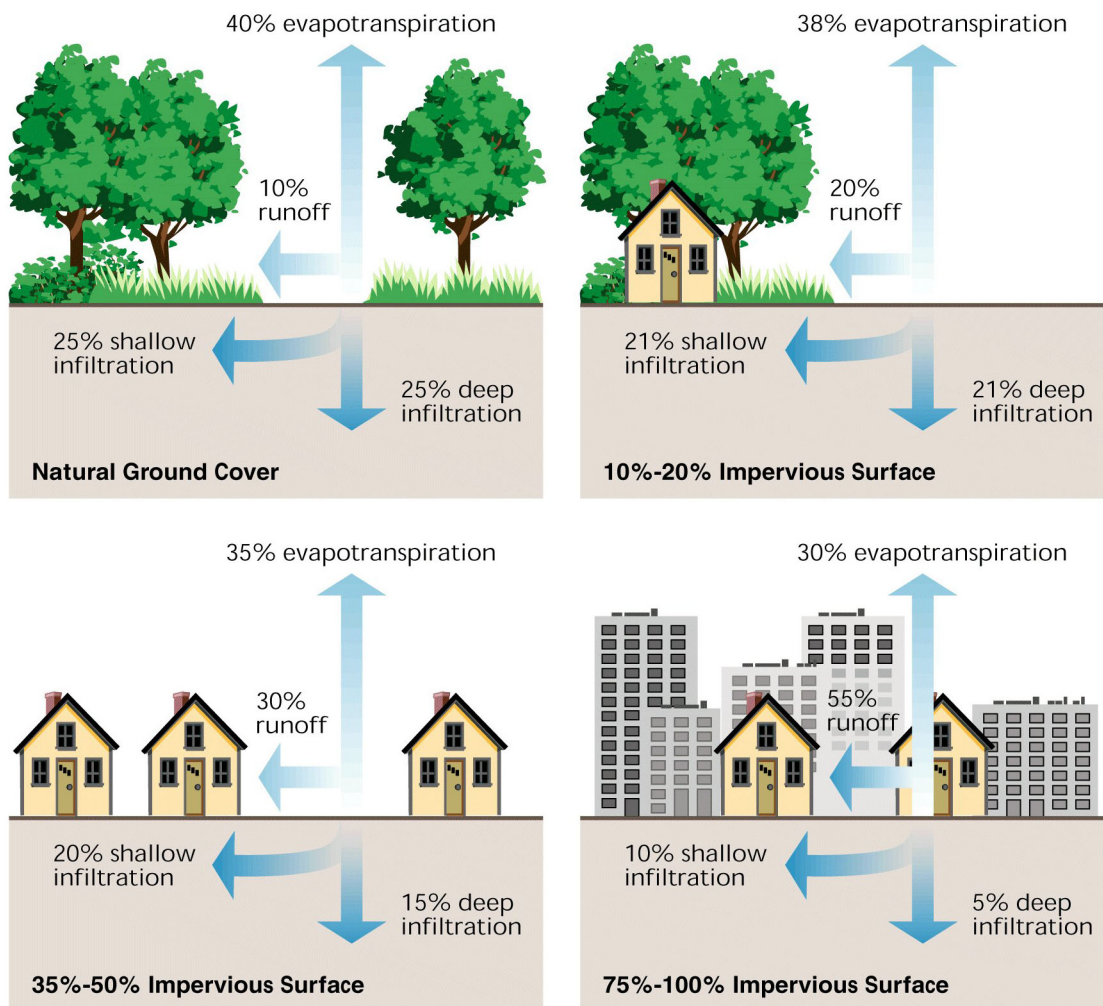 40% evapotranspiration
10%
runoff
25% shallow
infiltration
25% deep
infiltration
Natural Ground Cover
38% evapotranspiration
20%
runoff
21% shallow
infiltration
21% deep
infiltration
10%-20% Impervious Surface
35% evapotranspiration
30%
runoff
20% shallow
infiltration
15% deep
infiltration
35%-50% Impervious Surface
30% evapotranspiration
55%
runoff
10% shallow
infiltration
5% deep
infiltration
75%-100% Impervious Surface